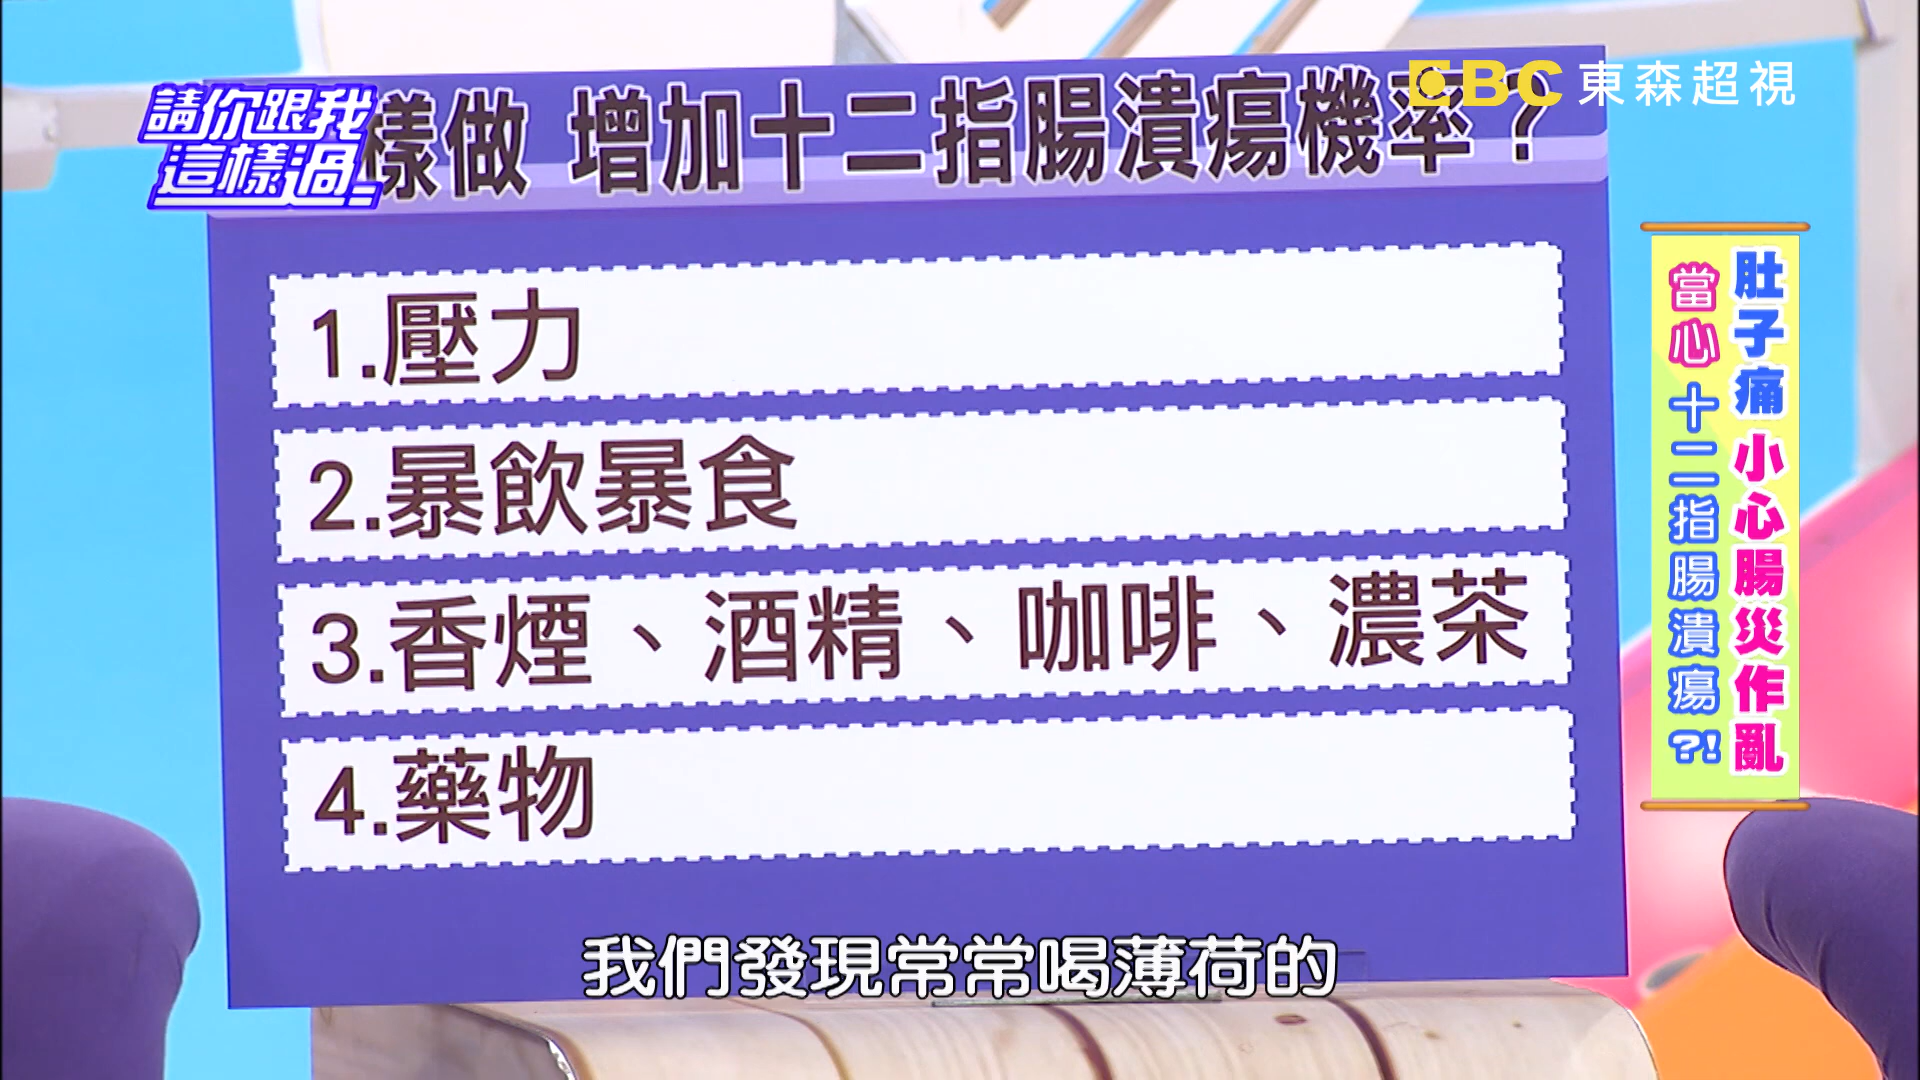 請你跟我
這樣過
EBC 東森超視
樣做 增加十二指腸潰瘍機率？
1.壓力
2.暴飲暴食
3.香煙、酒精、咖啡、濃茶
4.藥物
肚子痛 小心腸災作亂
當心 十二指腸潰瘍?!
我們發現常常喝薄荷的